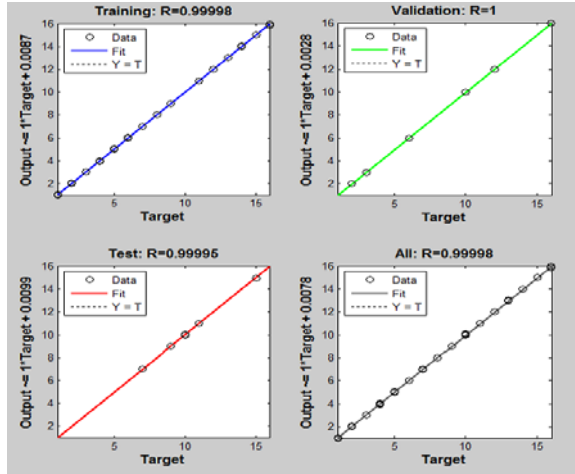 Training: R=0.99998
Output ~= 1*Target + 0.0087
16
14
12
10
8
6
4
2
Data
Fit
Y = T
5
10
15
Target
Validation: R=1
Output ~= 1*Target + 0.0028
16
14
12
10
8
6
4
2
Data
Fit
Y = T
5
10
15
Target
Test: R=0.99995
Output ~= 1*Target + 0.0099
16
14
12
10
8
6
4
2
Data
Fit
Y = T
5
10
15
Target
All: R=0.99998
Output ~= 1*Target + 0.0078
16
14
12
10
8
6
4
2
Data
Fit
Y = T
5
10
15
Target